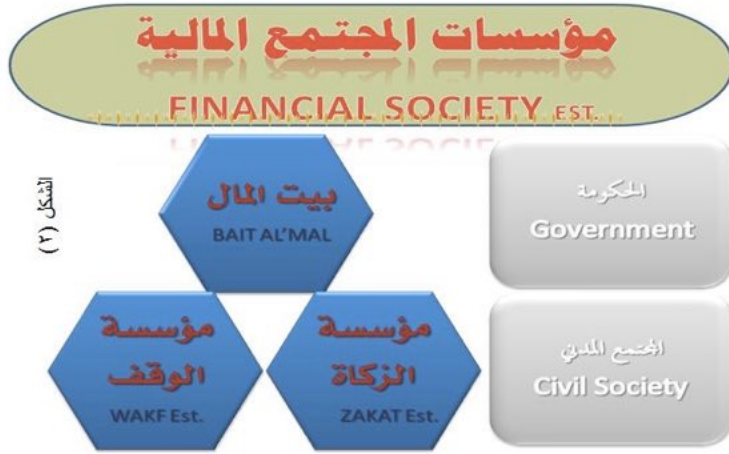 مؤسسات المجتمع المالية
FINANCIAL SOCIETY EST.
الشكل (٢)
بيت المال
BAIT AL'MAL
الحكومة
Government
مؤسسة
الزكاة
ZAKAT Est.
مؤسسة
الوقف
WAKF Est.
المجتمع المدني
Civil Society